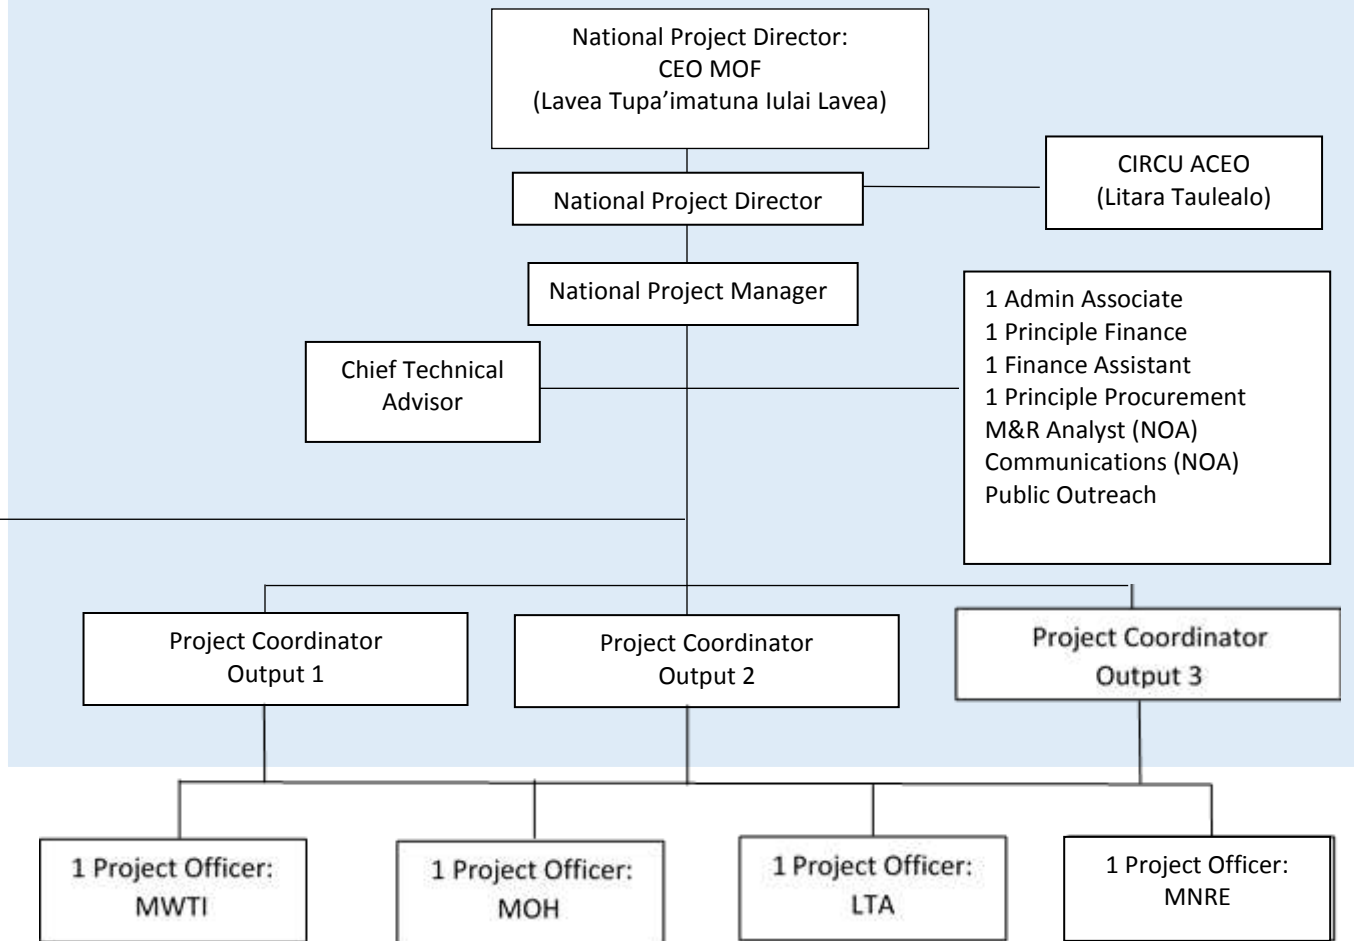 National Project Director:
CEO MOF
(Lavea Tupa’imatuna Iulai Lavea)
CIRCU ACEO
(Litara Taulealo)
National Project Director
National Project Manager
1 Admin Associate
1 Principle Finance
1 Finance Assistant
1 Principle Procurement
M&R Analyst (NOA)
Communications (NOA)
Public Outreach
Chief Technical
Advisor
Project Coordinator
Output 1
Project Coordinator
Output 2
Project Coordinator
Output 3
1 Project Officer:
MWTI
1 Project Officer:
MOH
1 Project Officer:
LTA
1 Project Officer:
MNRE